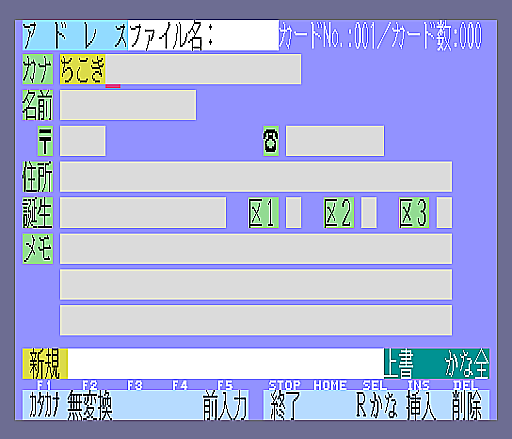 アドレスファイル名: カードNo.:001/カード数:000
カナ ちごき
名前
〒 ☎
住所
誕生 区1 区2 区3
メモ
新規 上書 かな全
F1 F2 F3 F4 F5 STOP HOME SEL INS DEL
カタカナ 無変換 前入力 終了 Rかな 挿入 削除